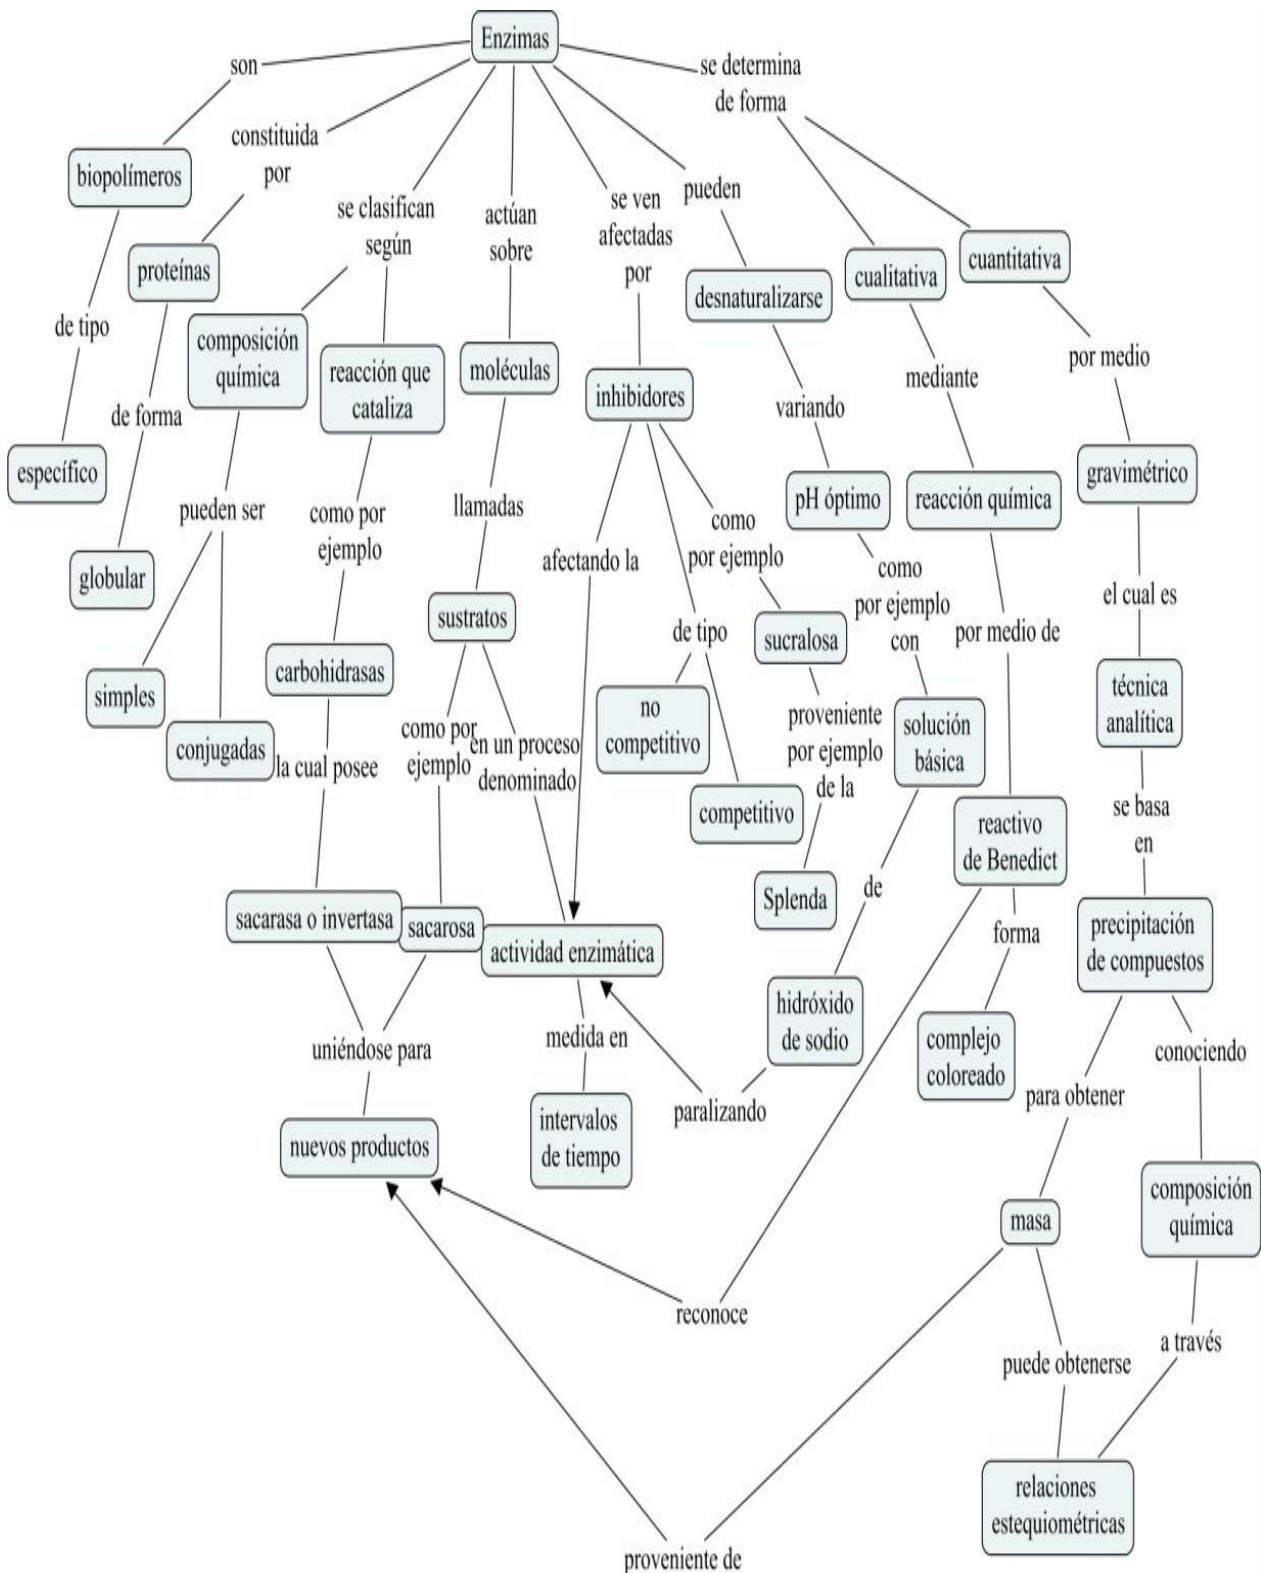 Enzimas
son
se determina
de forma
constituida
por
biopolímeros
se clasifican
según
actúan
sobre
se ven
afectadas
por
pueden
proteínas
cualitativa
cuantitativa
desnaturalizarse
de tipo
composición
química
reacción que
cataliza
moléculas
inhibidores
mediante
por medio
variando
de forma
específico
gravimétrico
pH óptimo
reacción química
pueden ser
como por
ejemplo
llamadas
como
por ejemplo
afectando la
globular
como
por ejemplo
con
el cual es
sustratos
de tipo
sucralosa
por medio de
simples
carbohidrasas
no
competitivo
técnica
analítica
conjugadas
la cual posee
como por
ejemplo
en un proceso
denominado
proveniente
por ejemplo
de la
solución
básica
competitivo
reactivo
de Benedict
se basa
en
Splenda
de
sacarasa o invertasa
sacarosa
actividad enzimática
forma
precipitación
de compuestos
hidróxido
de sodio
uniéndose para
medida en
complejo
coloreado
conociendo
paralizando
para obtener
nuevos productos
intervalos
de tiempo
masa
composición
química
reconoce
puede obtenerse
a través
relaciones
estequiométricas
proveniente de